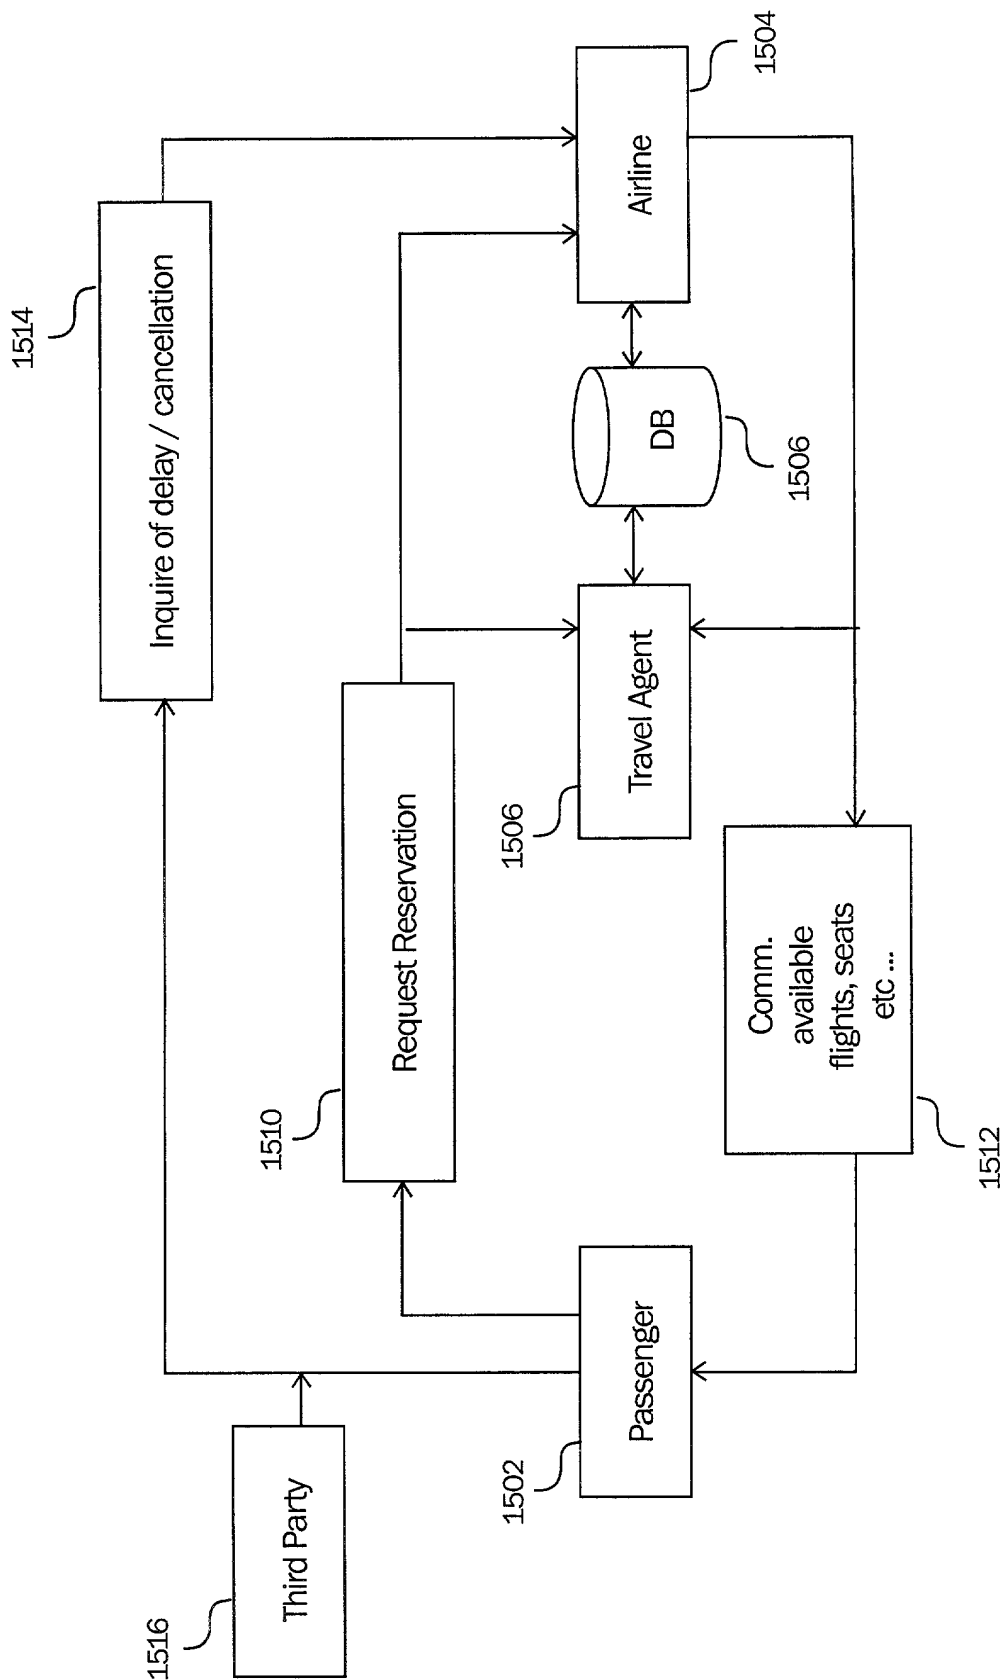 1516
Third Party
1514
Inquire of delay / cancellation
1510
Request Reservation
1502
Passenger
1506
Travel Agent
DB
1506
Airline
1504
Comm.
available
flights, seats
etc ...
1512